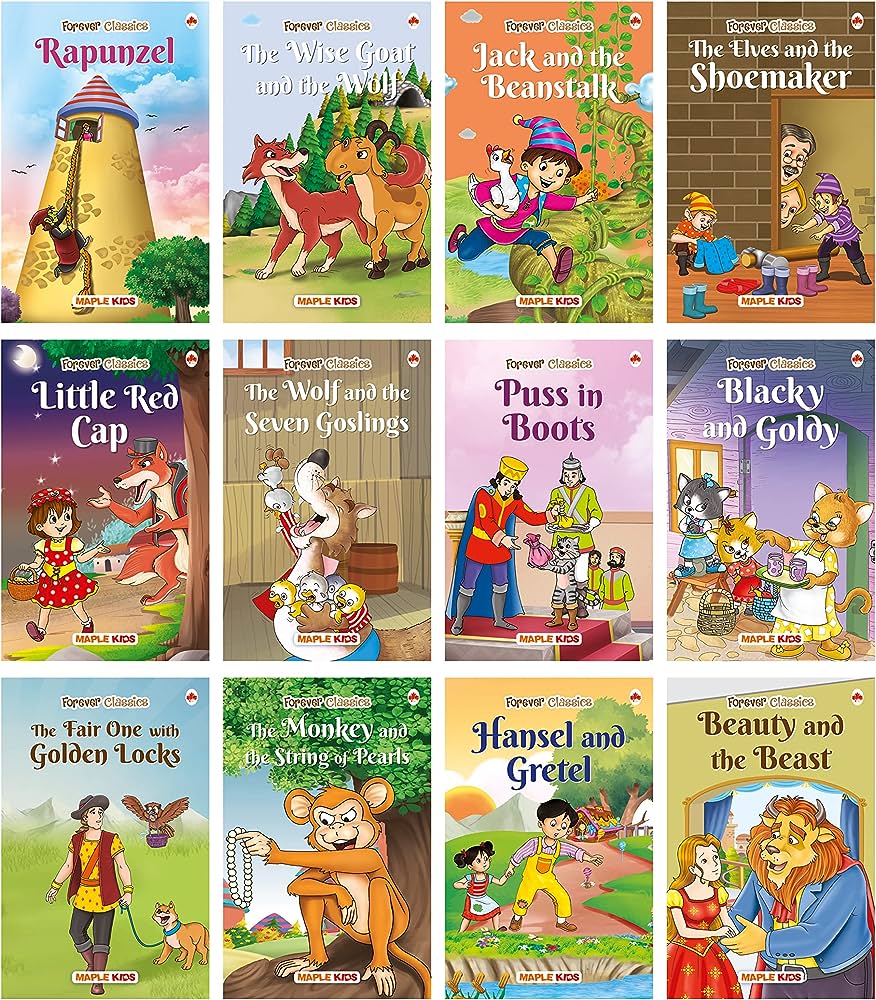 Forever Classics
Rapunzel
MAPLE KIDS
Forever Classics
The Wise Goat
and the Wolf
MAPLE KIDS
Forever Classics
Jack and the
Beanstalk
MAPLE KIDS
Forever Classics
The Elves and the
Shoemaker
MAPLE KIDS
Forever Classics
Little Red
Cap
MAPLE KIDS
Forever Classics
The Wolf and the
Seven Goslings
MAPLE KIDS
Forever Classics
Puss in
Boots
MAPLE KIDS
Forever Classics
Blacky
and Goldy
MAPLE KIDS
Forever Classics
The Fair One with
Golden Locks
MAPLE KIDS
Forever Classics
The Monkey and
the String of Pearls
MAPLE KIDS
Forever Classics
Hansel and
Gretel
MAPLE KIDS
Forever Classics
Beauty and
the Beast
MAPLE KIDS